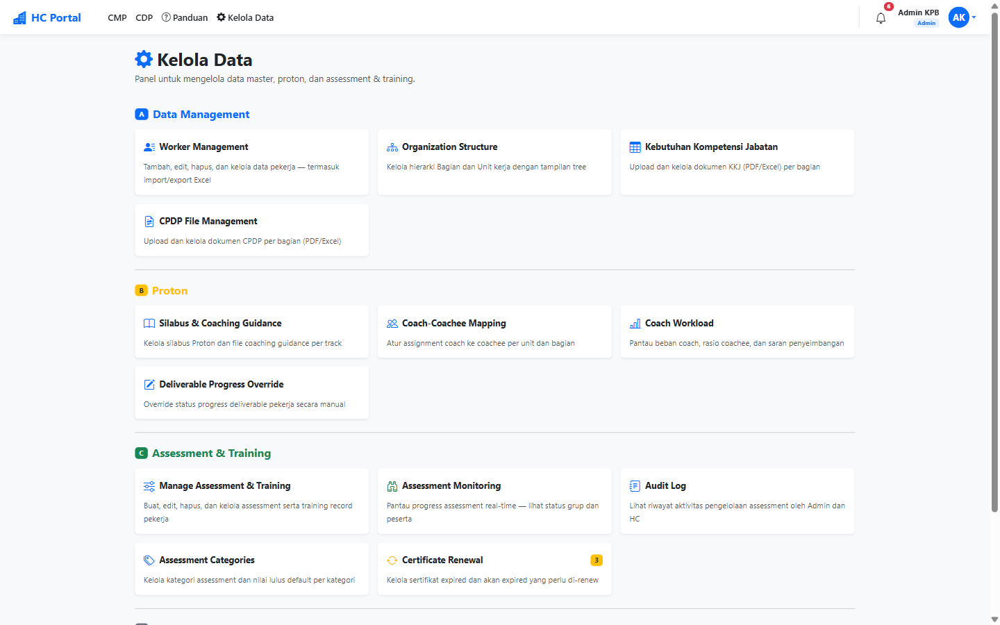 HC Portal
CMP CDP Panduan Kelola Data
6
Admin KPB
Admin
AK
Kelola Data
Panel untuk mengelola data master, proton, dan assessment & training.
A Data Management
Worker Management
Tambah, edit, hapus, dan kelola data pekerja — termasuk
import/export Excel
Organization Structure
Kelola hierarki Bagian dan Unit kerja dengan tampilan tree
Kebutuhan Kompetensi Jabatan
Upload dan kelola dokumen KKJ (PDF/Excel) per bagian
CPDP File Management
Upload dan kelola dokumen CPDP per bagian (PDF/Excel)
B Proton
Silabus & Coaching Guidance
Kelola silabus Proton dan file coaching guidance per track
Coach-Coachee Mapping
Atur assignment coach ke coachee per unit dan bagian
Coach Workload
Pantau beban coach, rasio coachee, dan saran penyeimbangan
Deliverable Progress Override
Override status progress deliverable pekerja secara manual
C Assessment & Training
Manage Assessment & Training
Buat, edit, hapus, dan kelola assessment serta training record
pekerja
Assessment Monitoring
Pantau progress assessment real-time — lihat status grup dan
peserta
Audit Log
Lihat riwayat aktivitas pengelolaan assessment oleh Admin dan
HC
Assessment Categories
Kelola kategori assessment dan nilai lulus default per kategori
Certificate Renewal 3
Kelola sertifikat expired dan akan expired yang perlu di-renew